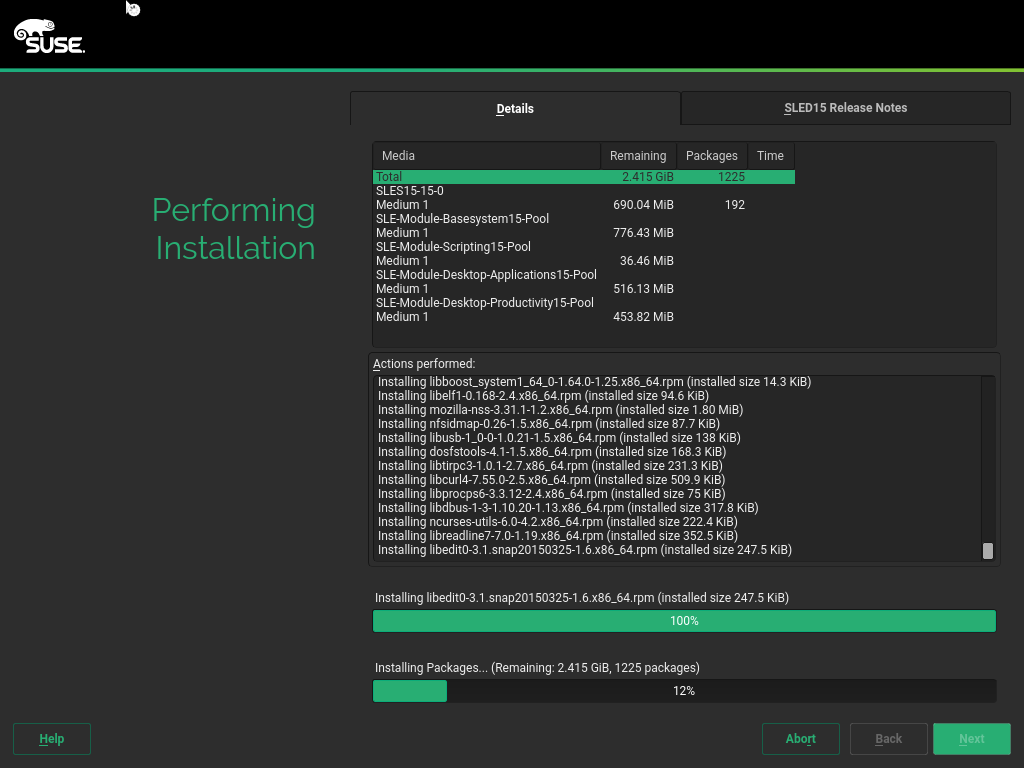 SUSE.
Details
SLED15 Release Notes
Performing
Installation
Media Remaining Packages Time
Total 2.415 GiB 1225
SLES15-15-0
Medium 1 690.04 MiB 192
SLE-Module-Basesystem15-Pool
Medium 1 776.43 MiB
SLE-Module-Scripting15-Pool
Medium 1 36.46 MiB
SLE-Module-Desktop-Applications15-Pool
Medium 1 516.13 MiB
SLE-Module-Desktop-Productivity15-Pool
Medium 1 453.82 MiB
Actions performed:
Installing libboost_system1_64_0-1.64.0-1.25.x86_64.rpm (installed size 14.3 KiB)
Installing libelf1-0.168-2.4.x86_64.rpm (installed size 94.6 KiB)
Installing mozilla-nss-3.31.1-1.2.x86_64.rpm (installed size 1.80 MiB)
Installing nfsidmap-0.26-1.5.x86_64.rpm (installed size 87.7 KiB)
Installing libusb-1_0-0-1.0.21-1.5.x86_64.rpm (installed size 138 KiB)
Installing dosfstools-4.1-1.5.x86_64.rpm (installed size 168.3 KiB)
Installing libtirpc3-1.0.1-2.7.x86_64.rpm (installed size 231.3 KiB)
Installing libcurl4-7.55.0-2.5.x86_64.rpm (installed size 509.9 KiB)
Installing libprocps6-3.3.12-2.4.x86_64.rpm (installed size 75 KiB)
Installing libdbus-1-3-1.10.20-1.13.x86_64.rpm (installed size 317.8 KiB)
Installing ncurses-utils-6.0-4.2.x86_64.rpm (installed size 222.4 KiB)
Installing libreadline7-7.0-1.19.x86_64.rpm (installed size 352.5 KiB)
Installing libedit0-3.1.snap20150325-1.6.x86_64.rpm (installed size 247.5 KiB)
Installing libedit0-3.1.snap20150325-1.6.x86_64.rpm (installed size 247.5 KiB)
100%
Installing Packages... (Remaining: 2.415 GiB, 1225 packages)
12%
Help
Abort
Back
Next